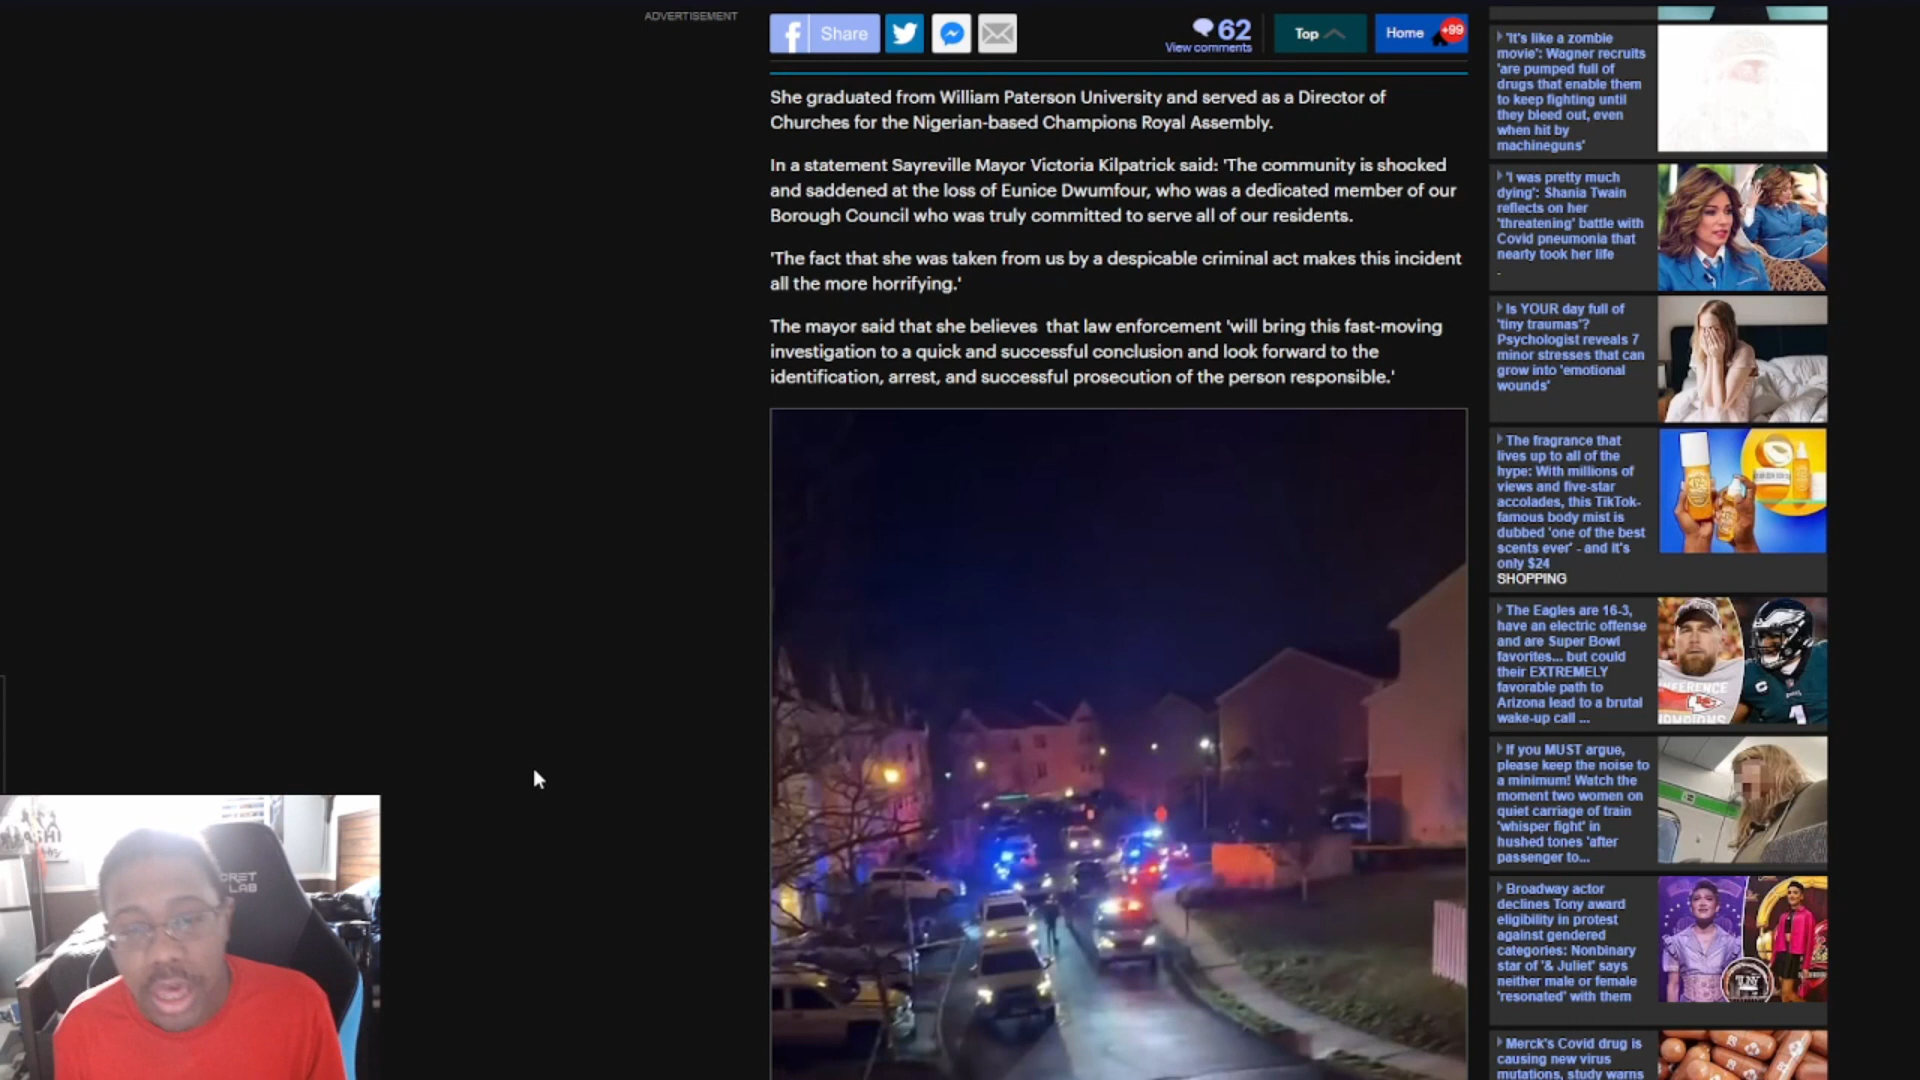 ADVERTISEMENT
Share
62
View comments
Top
Home
+99
She graduated from William Paterson University and served as a Director of
Churches for the Nigerian-based Champions Royal Assembly.
In a statement Sayreville Mayor Victoria Kilpatrick said: 'The community is shocked
and saddened at the loss of Eunice Dwumfour, who was a dedicated member of our
Borough Council who was truly committed to serve all of our residents.
'The fact that she was taken from us by a despicable criminal act makes this incident
all the more horrifying.'
The mayor said that she believes that law enforcement 'will bring this fast-moving
investigation to a quick and successful conclusion and look forward to the
identification, arrest, and successful prosecution of the person responsible.'
'It's like a zombie
movie': Wagner recruits
'are pumped full of
drugs that enable them
to keep fighting until
they bleed out, even
when hit by
machineguns'
'I was pretty much
dying': Shania Twain
reflects on her
'threatening' battle with
Covid pneumonia that
nearly took her life
-
Is YOUR day full of
'tiny traumas'?
Psychologist reveals 7
minor stresses that can
grow into 'emotional
wounds'
The fragrance that
lives up to all of the
hype: With millions of
views and five-star
accolades, this TikTok-
famous body mist is
dubbed 'one of the best
scents ever' - and it's
only $24
SHOPPING
The Eagles are 16-3,
have an electric offense
and are Super Bowl
favorites... but could
their EXTREMELY
favorable path to
Arizona lead to a brutal
wake-up call ...
If you MUST argue,
please keep the noise to
a minimum! Watch the
moment two women on
quiet carriage of train
'whisper fight' in
hushed tones 'after
passenger to...
Broadway actor
declines Tony award
eligibility in protest
against gendered
categories: Nonbinary
star of '& Juliet' says
neither male or female
'resonated' with them
Merck's Covid drug is
causing new virus
mutations, study warns
CRET
LAB